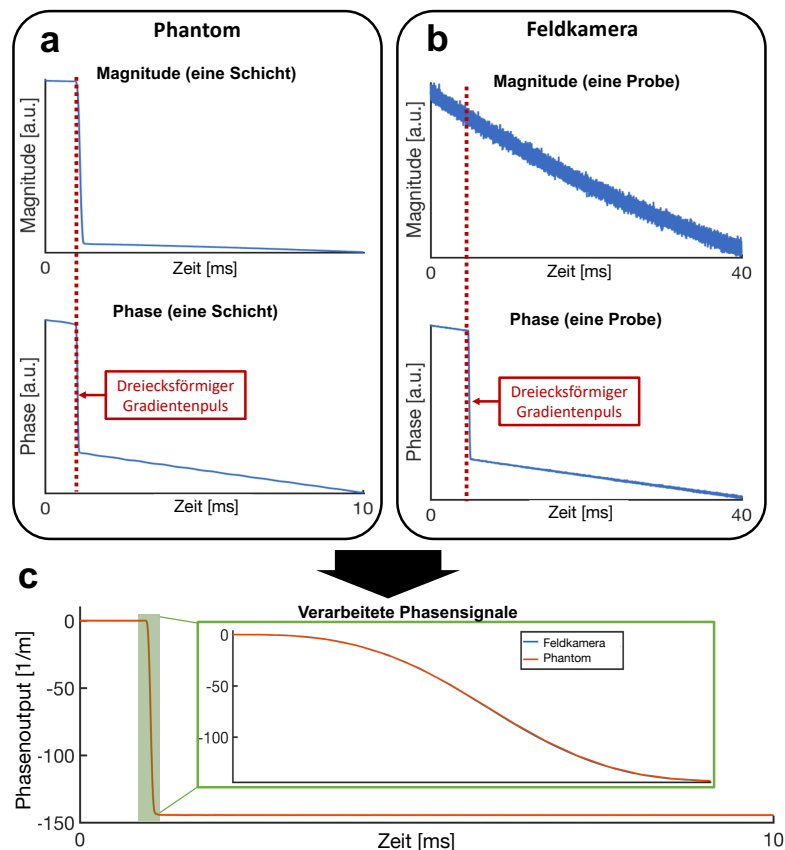 a
Phantom
Magnitude (eine Schicht)
Magnitude [a.u.]
0
Zeit [ms]
Phase (eine Schicht)
Phase [a.u.]
Dreiecksförmiger
Gradientenpuls
0
Zeit [ms]
10
b
Feldkamera
Magnitude (eine Probe)
Magnitude [a.u.]
0
Zeit [ms]
40
Phase (eine Probe)
Phase [a.u.]
Dreiecksförmiger
Gradientenpuls
0
Zeit [ms]
40
c
Verarbeitete Phasensignale
Phasenoutput [1/m]
0
-50
-100
-150
0
-50
-100
Feldkamera
Phantom
0
Zeit [ms]
10